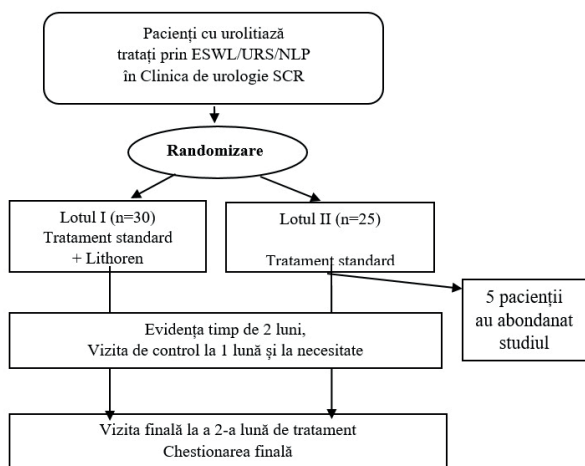 Pacienți cu urolitiază
tratați prin ESWL/URS/NLP
în Clinica de urologie SCR
Randomizare
Lotul I (n=30)
Tratament standard
+ Lithoren
Lotul II (n=25)
Tratament standard
5 pacienții
au abondanat
studiul
Evidența timp de 2 luni,
Vizita de control la 1 lună și la necesitate
Vizita finală la a 2-a lună de tratament
Chestionarea finală